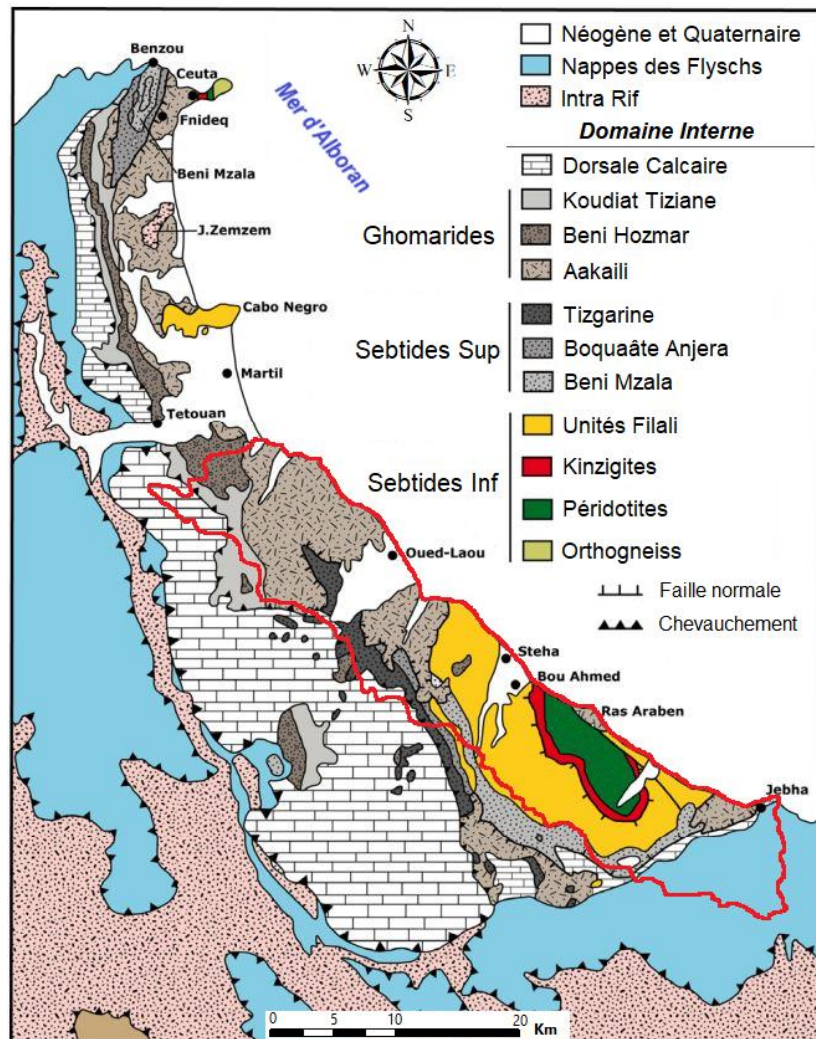 N
W E
S
Mer d'Alboran
Benzou
Ceuta
Fnideq
Beni Mzala
J.Zemzem
Cabo Negro
Martil
Tetouan
Oued-Laou
Steha
Bou Ahmed
Ras Araben
Jebha
Néogène et Quaternaire
Nappes des Flyschs
Intra Rif
Domaine Interne
Dorsale Calcaire
Ghomarides
Koudiat Tiziane
Beni Hozmar
Aakaili
Sebtides Sup
Tizgarine
Boquaâte Anjera
Beni Mzala
Sebtides Inf
Unités Filali
Kinzigites
Péridotites
Orthogneiss
Faille normale
Chevauchement
0 5 10 20
Km